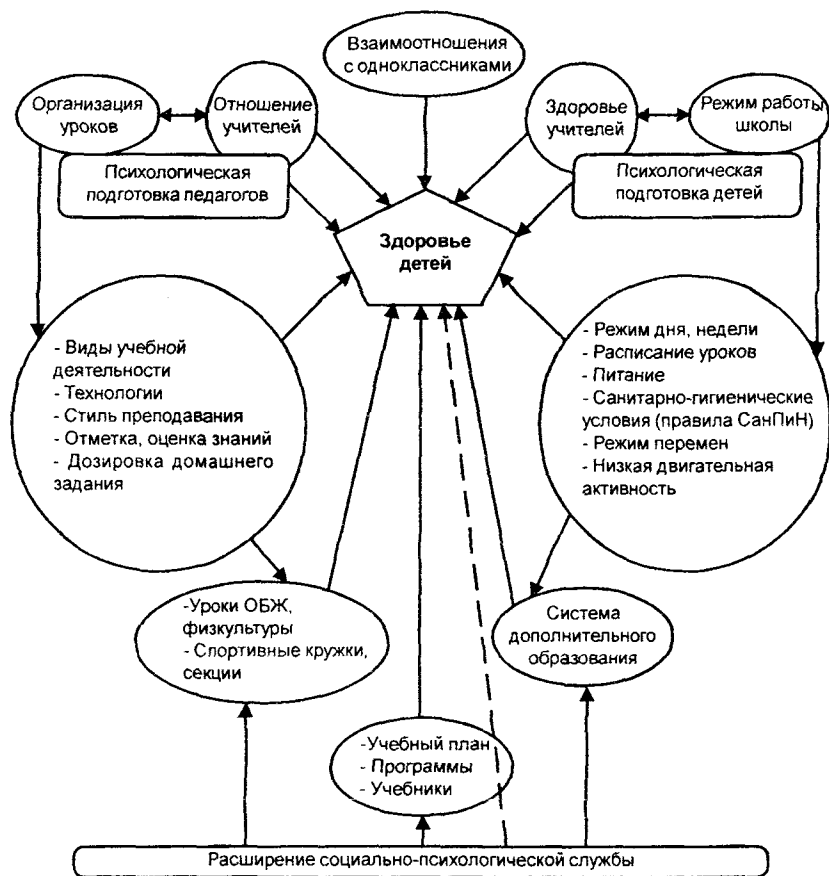 Взаимоотношения
с одноклассниками
Организация
уроков
Отношение
учителей
Здоровье
учителей
Режим работы
школы
Психологическая
подготовка педагогов
Психологическая
подготовка детей
Здоровье
детей
- Виды учебной
деятельности
- Технологии
- Стиль преподавания
- Отметка, оценка знаний
- Дозировка домашнего
задания
- Режим дня, недели
- Расписание уроков
- Питание
- Санитарно-гигиенические
условия (правила СанПиН)
- Режим перемен
- Низкая двигательная
активность
-Уроки ОБЖ,
физкультуры
- Спортивные кружки,
секции
Система
дополнительного
образования
-Учебный план
- Программы
- Учебники
Расширение социально-психологической службы